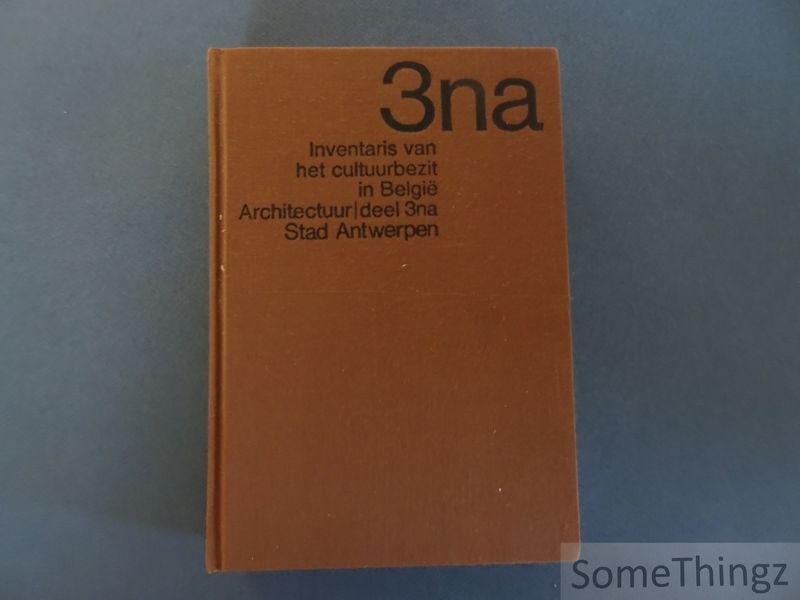 3na
Inventaris van
het cultuurbezit
in België
Architectuur|deel 3na
Stad Antwerpen
SomeThingz